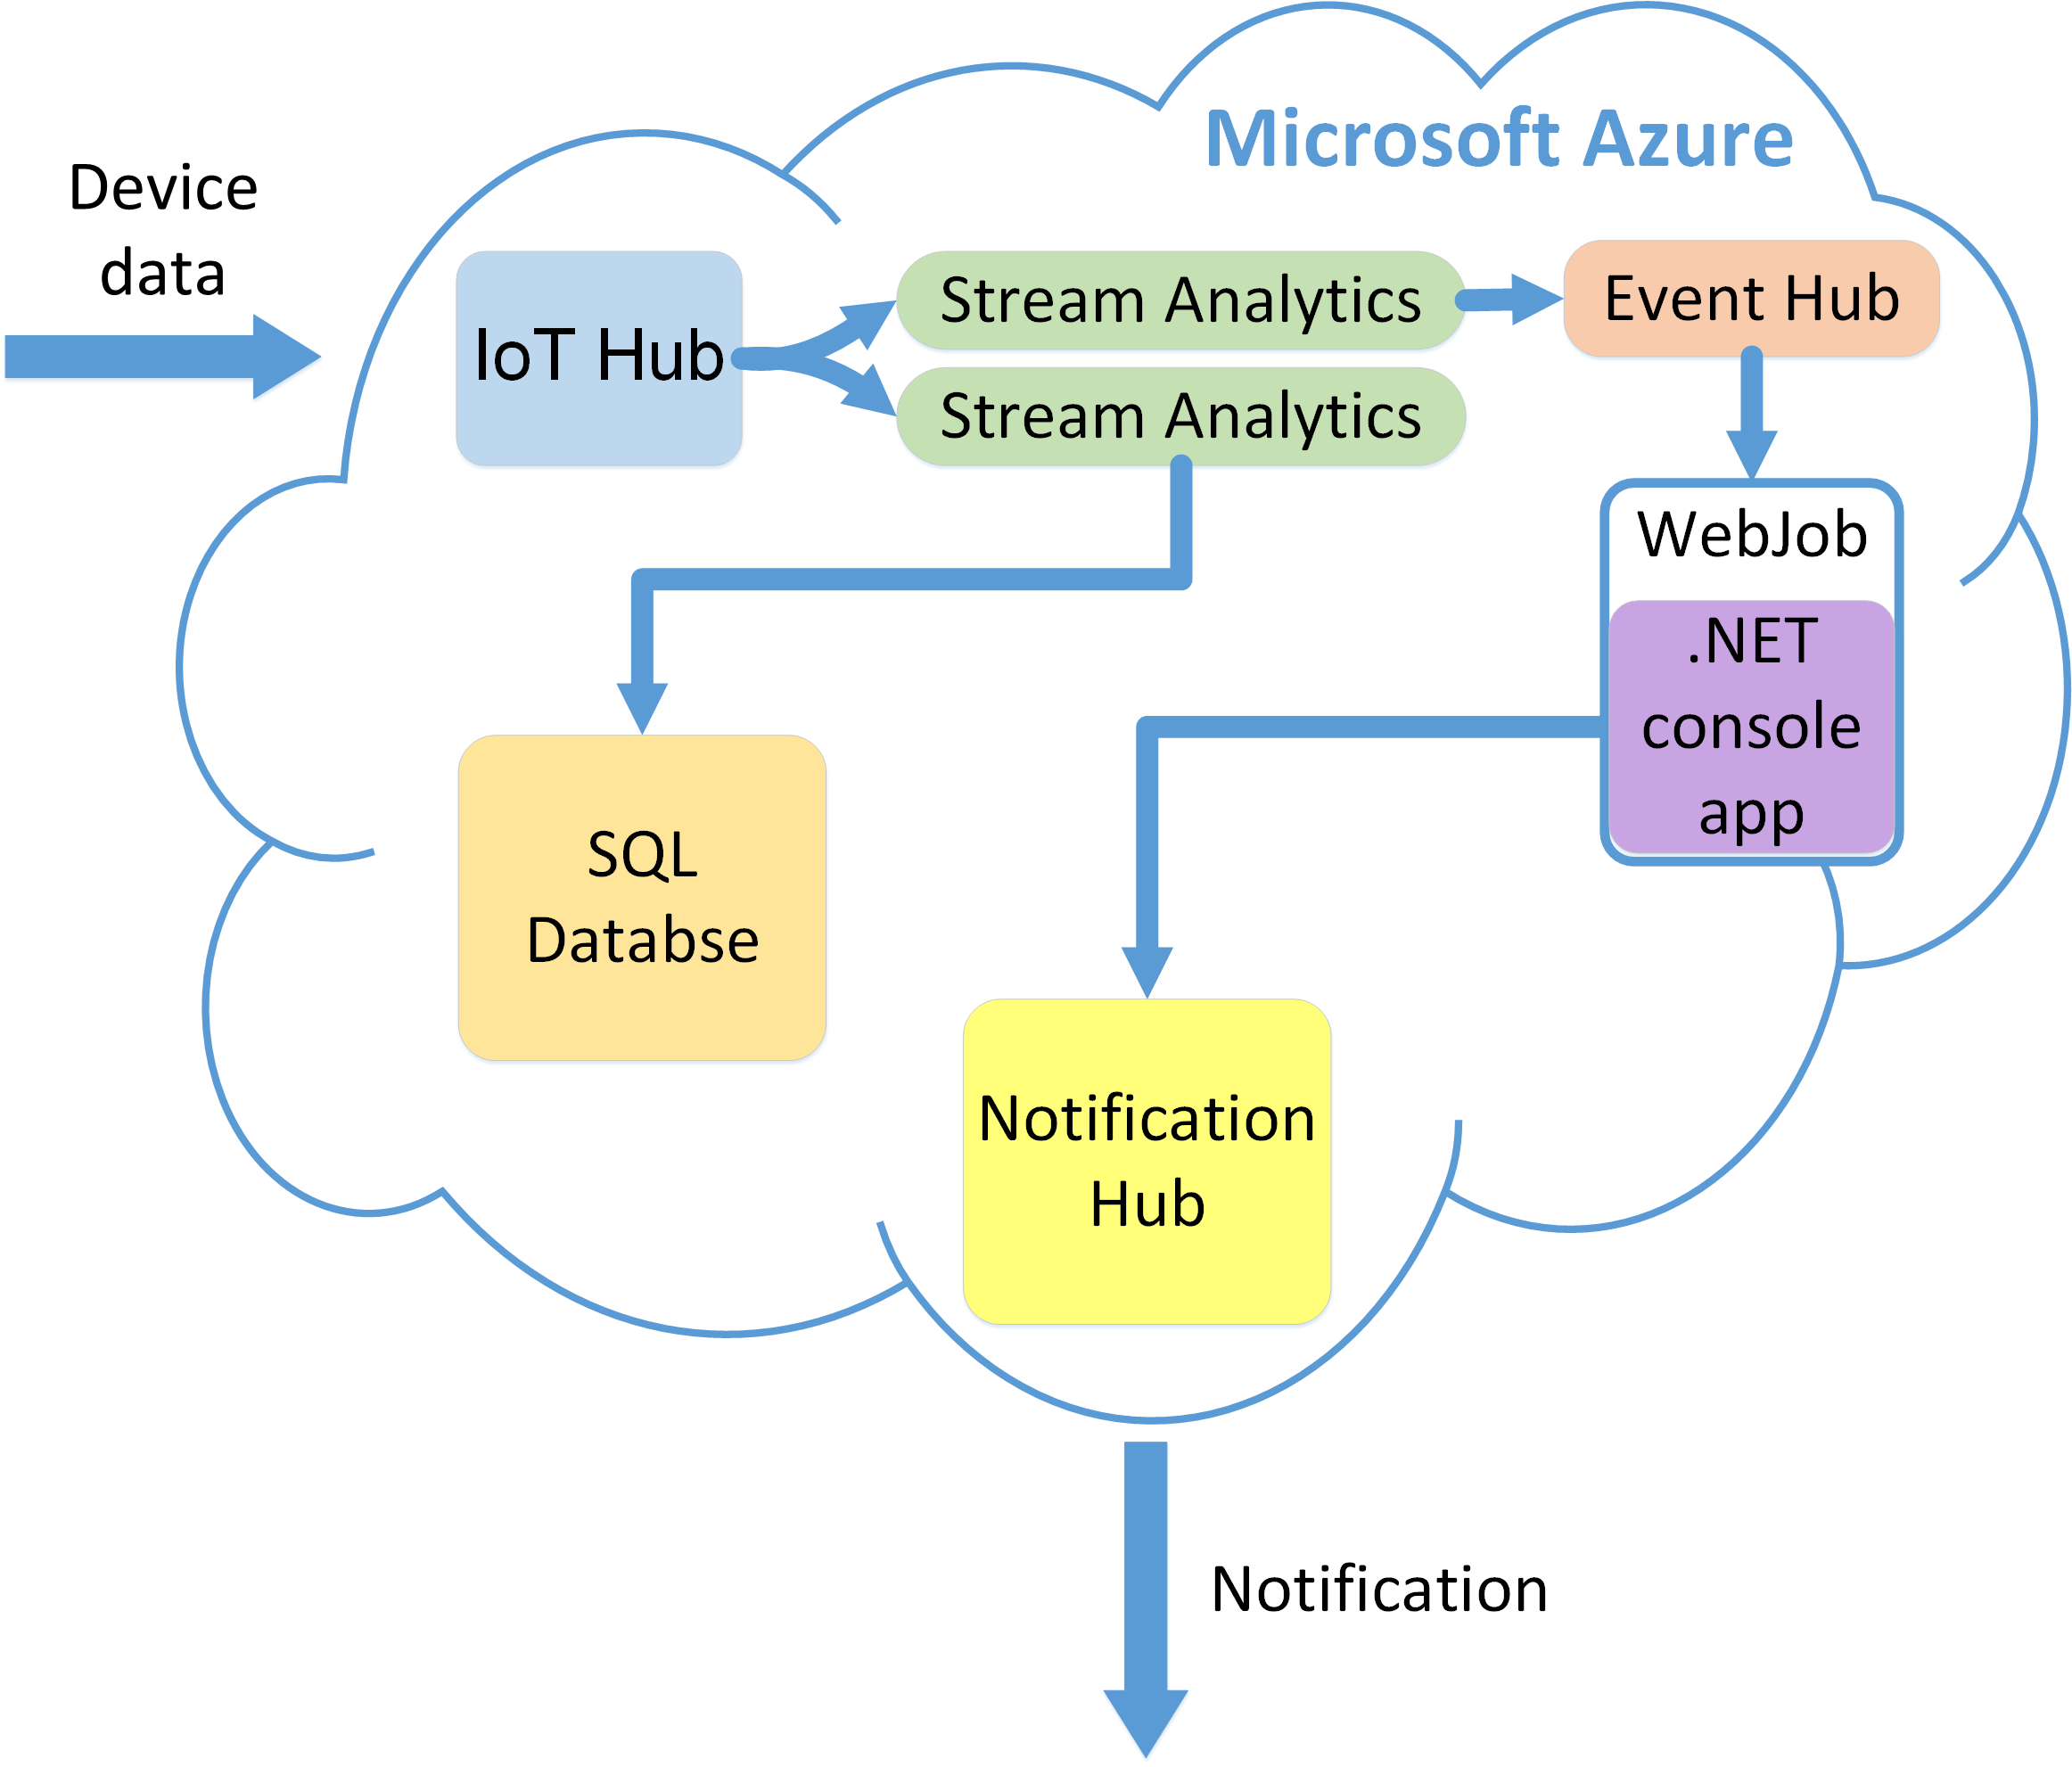 Microsoft Azure
Device
data
IoT Hub
Stream Analytics
Stream Analytics
Event Hub
WebJob
.NET
console
app
SQL
Databse
Notification
Hub
Notification